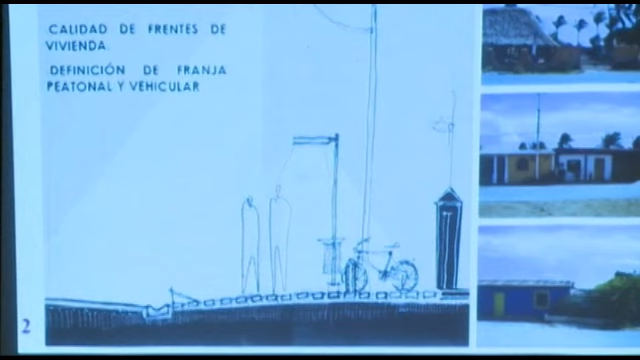 .CALIDAD DE FRENTES DE
VIVIENDA.
.DEFINICIÓN DE FRANJA
PEATONAL Y VEHICULAR
2